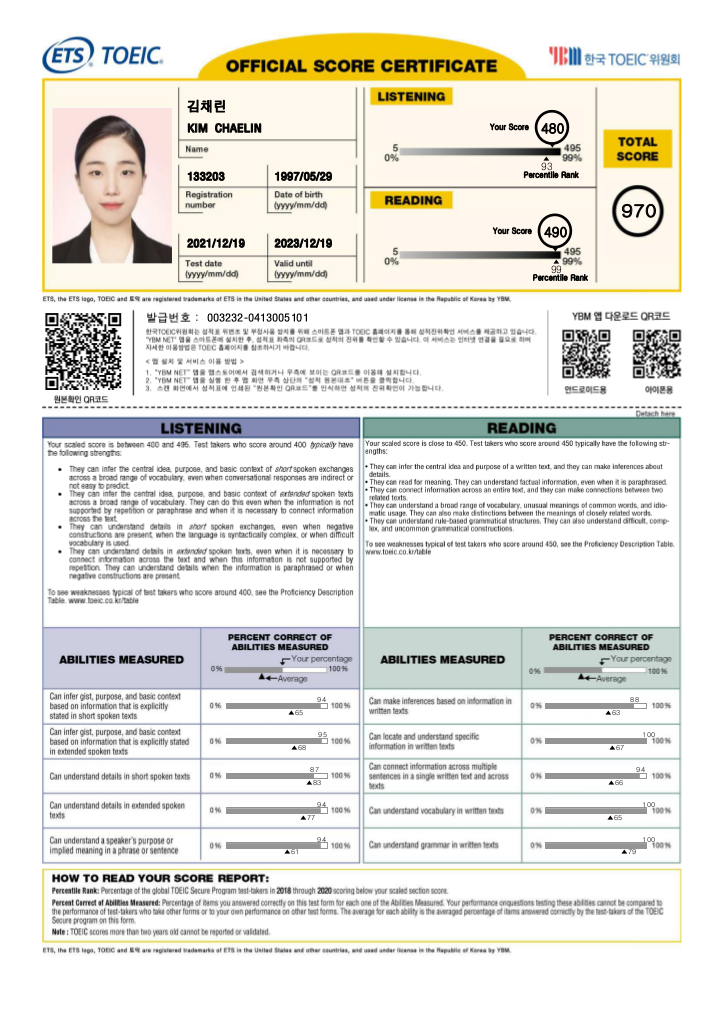 ETS TOEIC
OFFICIAL SCORE CERTIFICATE
YBM 한국TOEIC위원회
김채린
KIM CHAELIN
Name
133203
1997/05/29
Registration number
Date of birth (yyyy/mm/dd)
2021/12/19
2023/12/19
Test date (yyyy/mm/dd)
Valid until (yyyy/mm/dd)
LISTENING
Your Score 480
5 495
0% 99%
93
Percentile Rank
READING
Your Score 490
5 495
0% 99%
99
Percentile Rank
TOTAL SCORE
970
ETS, the ETS logo, TOEIC and 토익 are registered trademarks of ETS in the United States and other countries, and used under license in the Republic of Korea by YBM.
원본확인 QR코드
발급번호 : 003232-0413005101
한국TOEIC위원회는 성적표 위변조 및 부정사용 방지를 위해 스마트폰 앱과 TOEIC 홈페이지를 통해 성적진위확인 서비스를 제공하고 있습니다.
"YBM NET" 앱을 스마트폰에 설치한 후, 성적표 좌측의 QR코드로 성적의 진위를 확인할 수 있습니다. 이 서비스는 인터넷 연결을 필요로 하며
자세한 이용방법은 TOEIC 홈페이지를 참조하시기 바랍니다.
< 앱 설치 및 서비스 이용 방법 >
1. "YBM NET" 앱을 앱스토어에서 검색하거나 우측에 보이는 QR코드를 이용해 설치합니다.
2. "YBM NET" 앱을 실행 한 후 앱 화면 우측 상단의 "성적 원본대조" 버튼을 클릭합니다.
3. 스캔 화면에서 성적표에 인쇄된 "원본확인 QR코드"를 인식하면 성적의 진위확인이 가능합니다.
YBM 앱 다운로드 QR코드
안드로이드용
아이폰용
Detach here
LISTENING
Your scaled score is between 400 and 495. Test takers who score around 400 typically have
the following strengths:
• They can infer the central idea, purpose, and basic context of short spoken exchanges
across a broad range of vocabulary, even when conversational responses are indirect or
not easy to predict.
• They can infer the central idea, purpose, and basic context of extended spoken texts
across a broad range of vocabulary. They can do this even when the information is not
supported by repetition or paraphrase and when it is necessary to connect information
across the text.
• They can understand details in short spoken exchanges, even when negative
constructions are present, when the language is syntactically complex, or when difficult
vocabulary is used.
• They can understand details in extended spoken texts, even when it is necessary to
connect information across the text and when this information is not supported by
repetition. They can understand details when the information is paraphrased or when
negative constructions are present.
To see weaknesses typical of test takers who score around 400, see the Proficiency Description
Table. www.toeic.co.kr/table
READING
Your scaled score is close to 450. Test takers who score around 450 typically have the following str-
engths:
• They can infer the central idea and purpose of a written text, and they can make inferences about
details.
• They can read for meaning. They can understand factual information, even when it is paraphrased.
• They can connect information across an entire text, and they can make connections between two
related texts.
• They can understand a broad range of vocabulary, unusual meanings of common words, and idio-
matic usage. They can also make distinctions between the meanings of closely related words.
• They can understand rule-based grammatical structures. They can also understand difficult, comp-
lex, and uncommon grammatical constructions.
To see weaknesses typical of test takers who score around 450, see the Proficiency Description Table.
www.toeic.co.kr/table
ABILITIES MEASURED
PERCENT CORRECT OF
ABILITIES MEASURED
Your percentage
0% 100%
Average
Can infer gist, purpose, and basic context
based on information that is explicitly
stated in short spoken texts
0% 94 100%
65
Can infer gist, purpose, and basic context
based on information that is explicitly stated
in extended spoken texts
0% 95 100%
68
Can understand details in short spoken texts
0% 87 100%
83
Can understand details in extended spoken
texts
0% 94 100%
77
Can understand a speaker's purpose or
implied meaning in a phrase or sentence
0% 94 100%
61
ABILITIES MEASURED
PERCENT CORRECT OF
ABILITIES MEASURED
Your percentage
0% 100%
Average
Can make inferences based on information in
written texts
0% 88 100%
63
Can locate and understand specific
information in written texts
0% 100 100%
67
Can connect information across multiple
sentences in a single written text and across
texts
0% 94 100%
66
Can understand vocabulary in written texts
0% 100 100%
65
Can understand grammar in written texts
0% 100 100%
79
HOW TO READ YOUR SCORE REPORT:
Percentile Rank: Percentage of the global TOEIC Secure Program test-takers in 2018 through 2020 scoring below your scaled section score.
Percent Correct of Abilities Measured: Percentage of items you answered correctly on this test form for each one of the Abilities Measured. Your performance onquestions testing these abilities cannot be compared to
the performance of test-takers who take other forms or to your own performance on other test forms. The average for each ability is the averaged percentage of items answered correctly by the test-takers of the TOEIC
Secure program on this form.
Note : TOEIC scores more than two years old cannot be reported or validated.
ETS, the ETS logo, TOEIC and 토익 are registered trademarks of ETS in the United States and other countries, and used under license in the Republic of Korea by YBM.